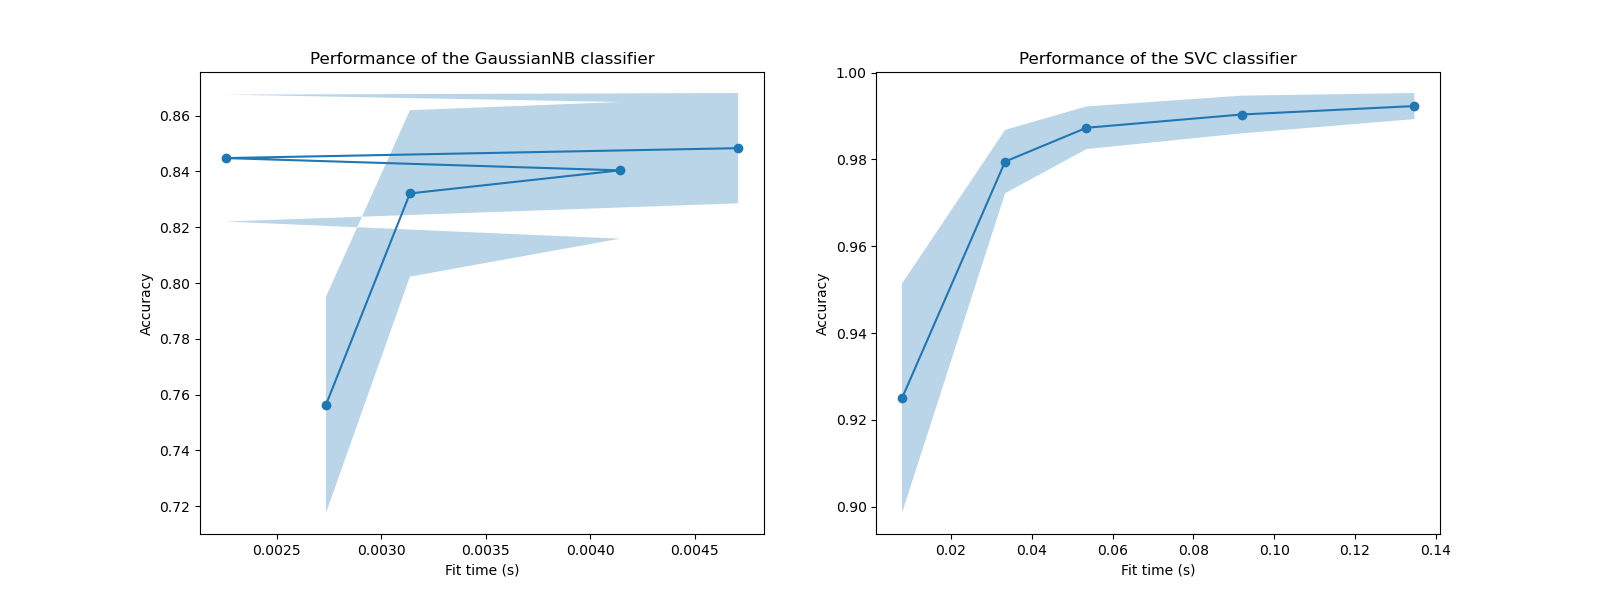 Performance of the GaussianNB classifier
Accuracy
0.86
0.84
0.82
0.80
0.78
0.76
0.74
0.72
0.0025 0.0030 0.0035 0.0040 0.0045
Fit time (s)
Performance of the SVC classifier
Accuracy
1.00
0.98
0.96
0.94
0.92
0.90
0.02 0.04 0.06 0.08 0.10 0.12 0.14
Fit time (s)